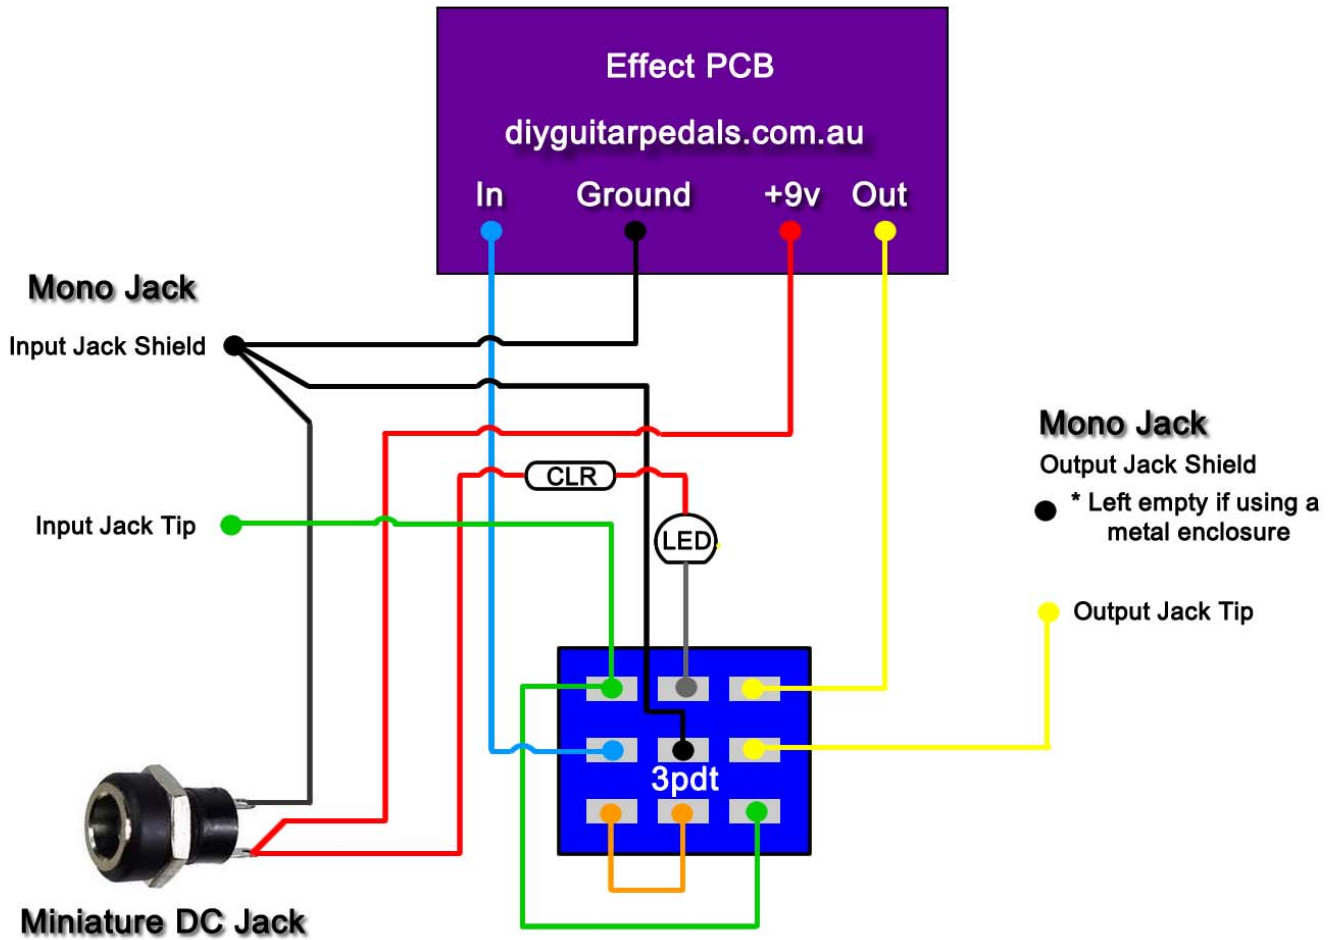 Effect PCB
diyguitarpedals.com.au
In Ground +9v Out
Mono Jack
Input Jack Shield
Mono Jack
Output Jack Shield
* Left empty if using a
metal enclosure
CLR
Input Jack Tip
LED
Output Jack Tip
3pdt
Miniature DC Jack